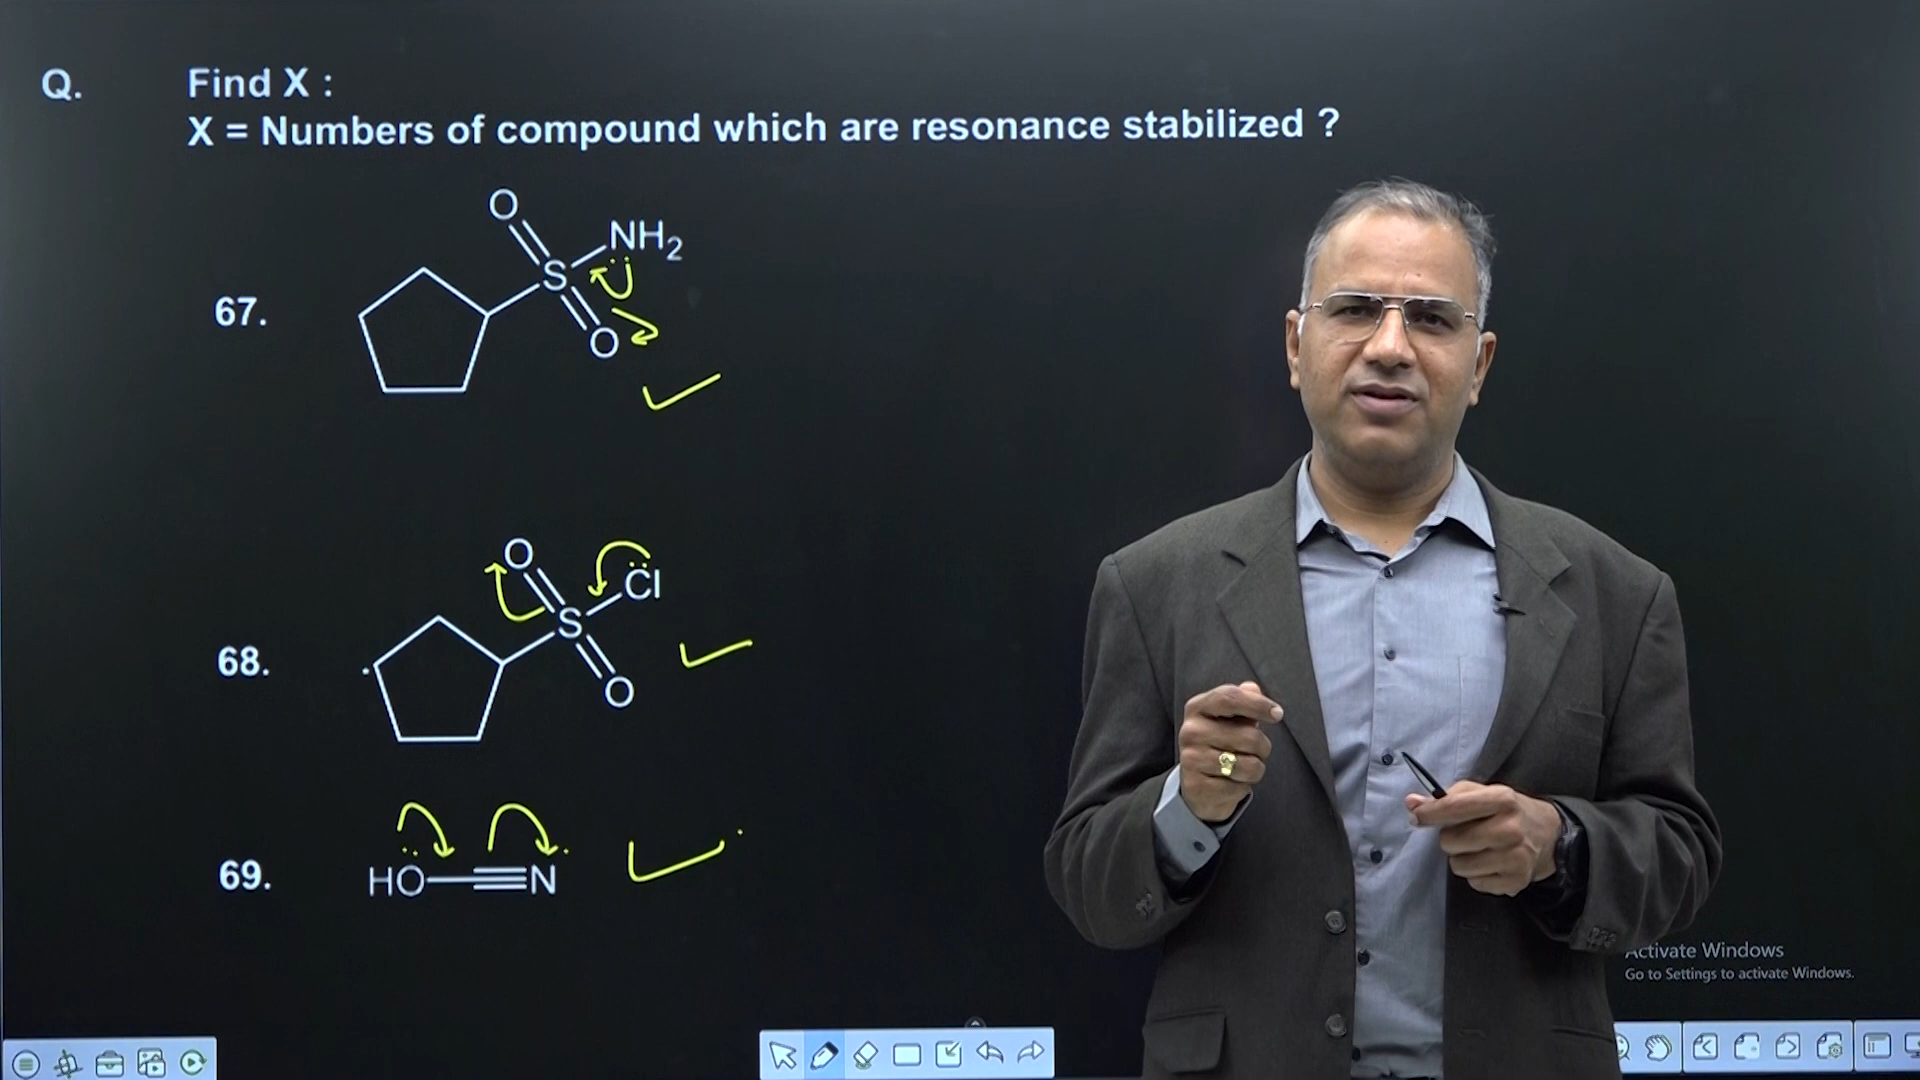 Q. Find X :
X = Numbers of compound which are resonance stabilized ?
O
NH2
S
67.
O
O
Cl
S
68.
O
69. HO N
Activate Windows
Go to Settings to activate Windows.